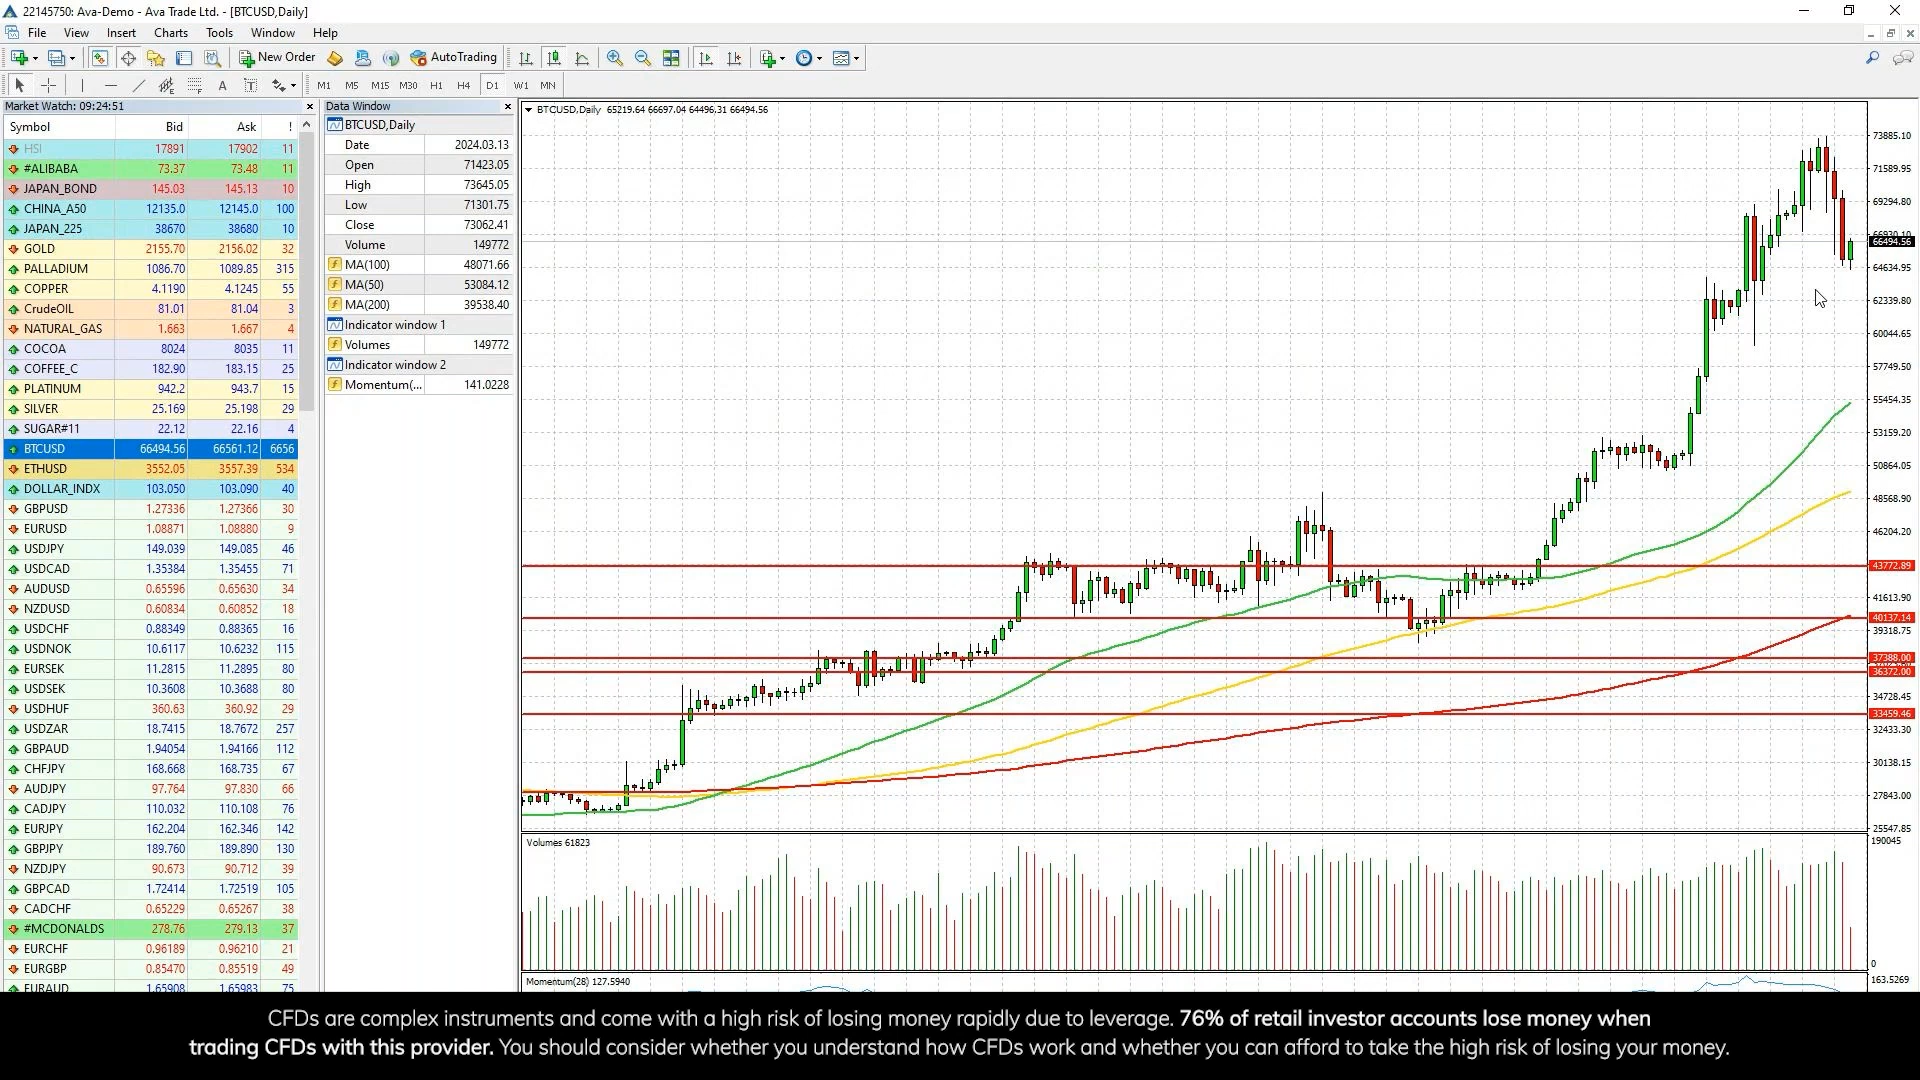 22145750: Ava-Demo - Ava Trade Ltd. - [BTCUSD,Daily]
File View Insert Charts Tools Window Help
New Order AutoTrading
A T M1 M5 M15 M30 H1 H4 D1 W1 MN
Market Watch: 09:24:51
Symbol Bid Ask !
HSI 17891 17902 11
#ALIBABA 73.37 73.48 11
JAPAN_BOND 145.03 145.13 10
CHINA_A50 12135.0 12145.0 100
JAPAN_225 38670 38680 10
GOLD 2155.70 2156.02 32
PALLADIUM 1086.70 1089.85 315
COPPER 4.1190 4.1245 55
CrudeOIL 81.01 81.04 3
NATURAL_GAS 1.663 1.667 4
COCOA 8024 8035 11
COFFEE_C 182.90 183.15 25
PLATINUM 942.2 943.7 15
SILVER 25.169 25.198 29
SUGAR#11 22.12 22.16 4
BTCUSD 66494.56 66561.12 6656
ETHUSD 3552.05 3557.39 534
DOLLAR_INDX 103.050 103.090 40
GBPUSD 1.27336 1.27366 30
EURUSD 1.08871 1.08880 9
USDJPY 149.039 149.085 46
USDCAD 1.35384 1.35455 71
AUDUSD 0.65596 0.65630 34
NZDUSD 0.60834 0.60852 18
USDCHF 0.88349 0.88365 16
USDNOK 10.6117 10.6232 115
EURSEK 11.2815 11.2895 80
USDSEK 10.3608 10.3688 80
USDHUF 360.63 360.92 29
USDZAR 18.7415 18.7672 257
GBPAUD 1.94054 1.94166 112
CHFJPY 168.668 168.735 67
AUDJPY 97.764 97.830 66
CADJPY 110.032 110.108 76
EURJPY 162.204 162.346 142
GBPJPY 189.760 189.890 130
NZDJPY 90.673 90.712 39
GBPCAD 1.72414 1.72519 105
CADCHF 0.65229 0.65267 38
#MCDONALDS 278.76 279.13 37
EURCHF 0.96189 0.96210 21
EURGBP 0.85470 0.85519 49
EURAUD 1.65908 1.65983 75
Data Window
BTCUSD,Daily
Date 2024.03.13
Open 71423.05
High 73645.05
Low 71301.75
Close 73062.41
Volume 149772
MA(100) 48071.66
MA(50) 53084.12
MA(200) 39538.40
Indicator window 1
Volumes 149772
Indicator window 2
Momentum(... 141.0228
BTCUSD,Daily 65219.64 66697.04 64496.31 66494.56
73885.10
71589.95
69294.80
66930.10
66494.56
64634.95
62339.80
60044.65
57749.50
55454.35
53159.20
50864.05
48568.90
46204.20
43772.89
41613.90
40137.14
39318.75
37388.00
36372.00
34728.45
33459.46
32433.30
30138.15
27843.00
25547.85
Volumes 61823
190045
0
Momentum(28) 127.5940
163.5269
CFDs are complex instruments and come with a high risk of losing money rapidly due to leverage. 76% of retail investor accounts lose money when
trading CFDs with this provider. You should consider whether you understand how CFDs work and whether you can afford to take the high risk of losing your money.